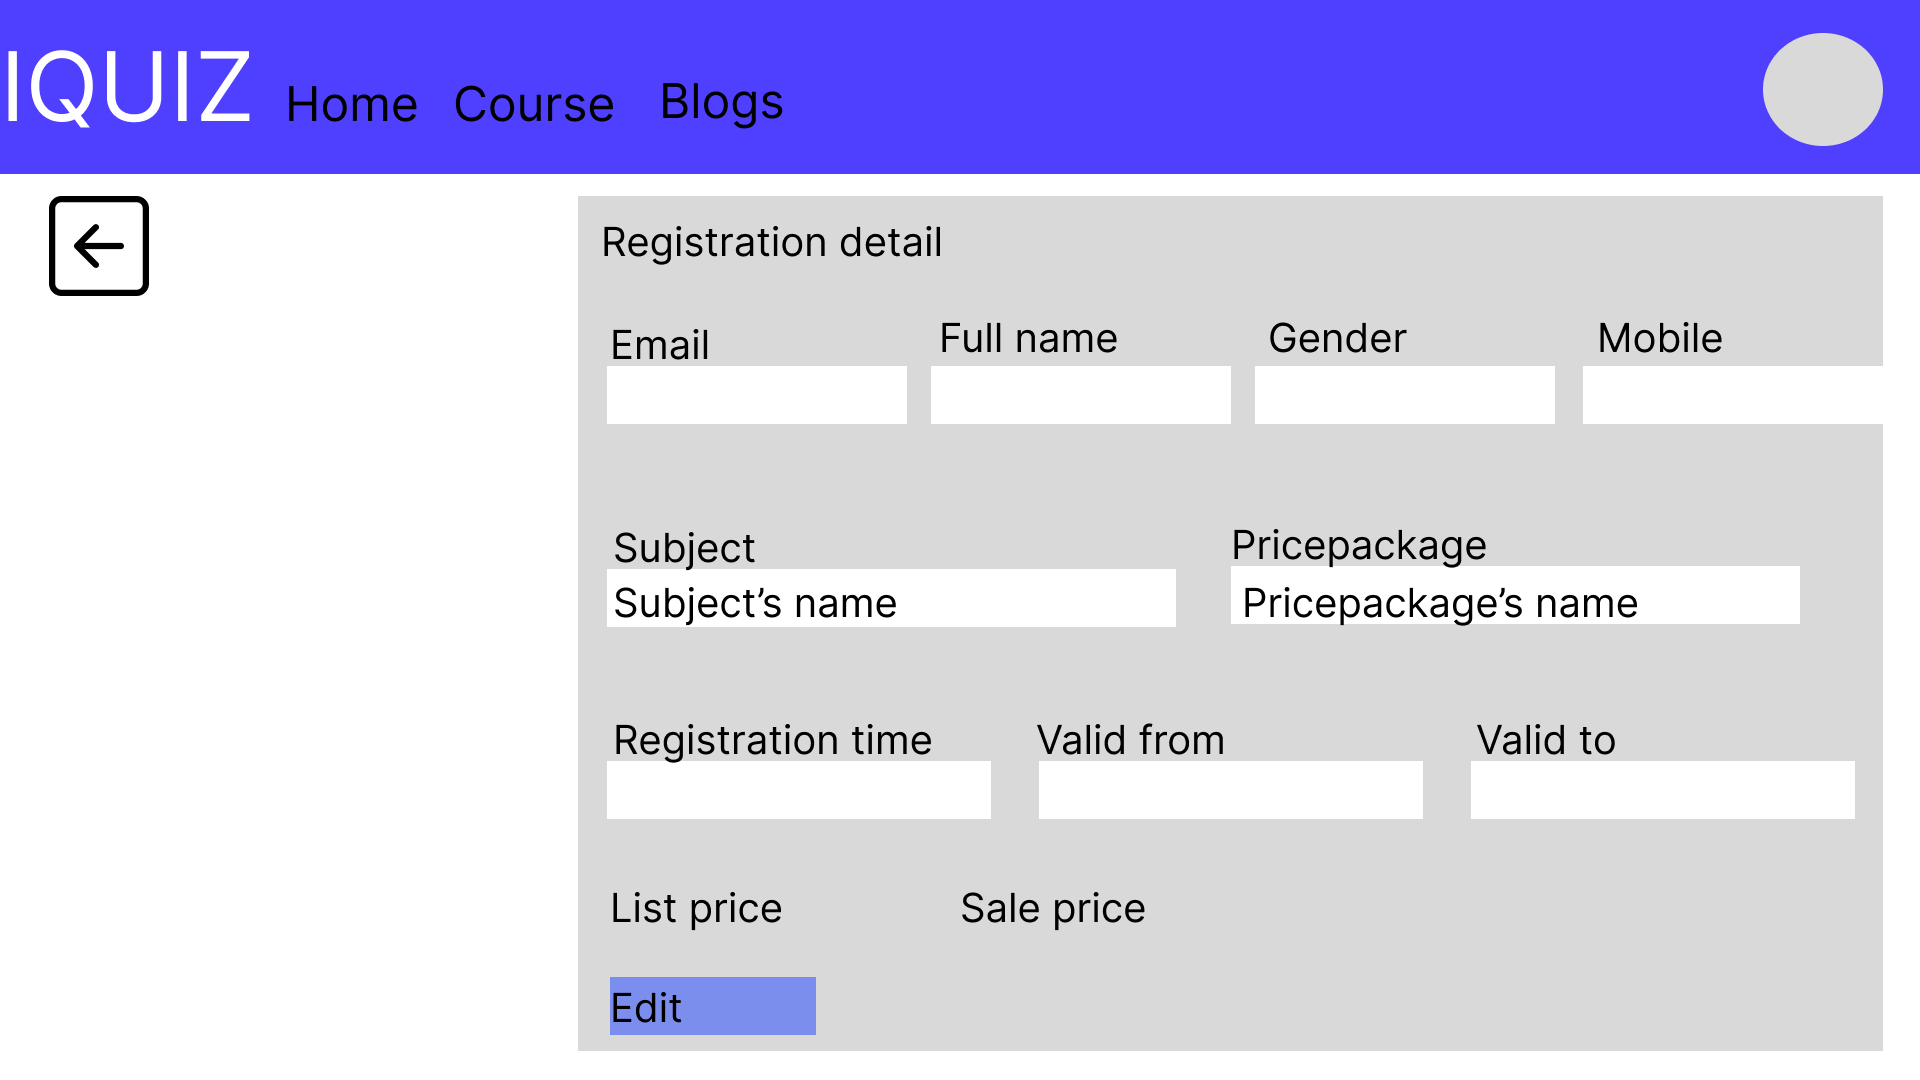 IQUIZ Home Course Blogs
Registration detail
Email Full name Gender Mobile
Subject Pricepackage
Subject’s name Pricepackage’s name
Registration time Valid from Valid to
List price Sale price
Edit